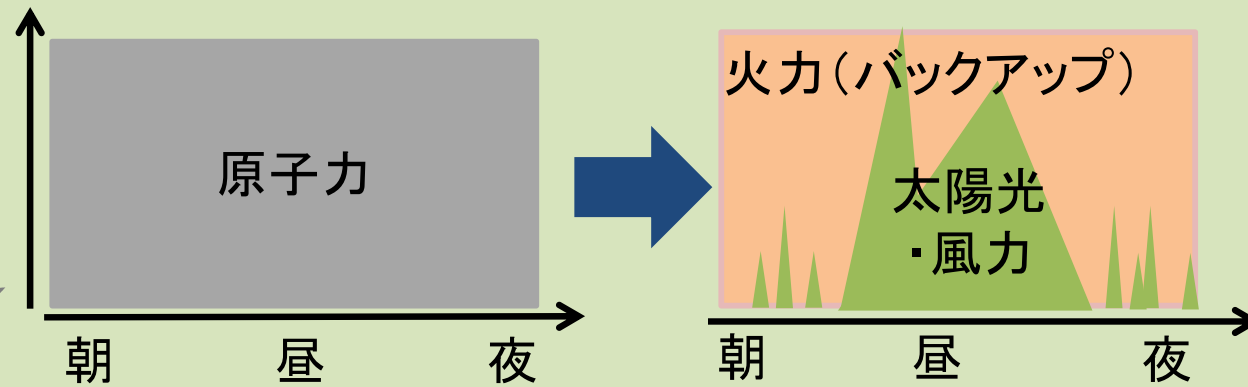 原子力
朝 昼 夜
火力（バックアップ）
太陽光
・風力
朝 昼 夜